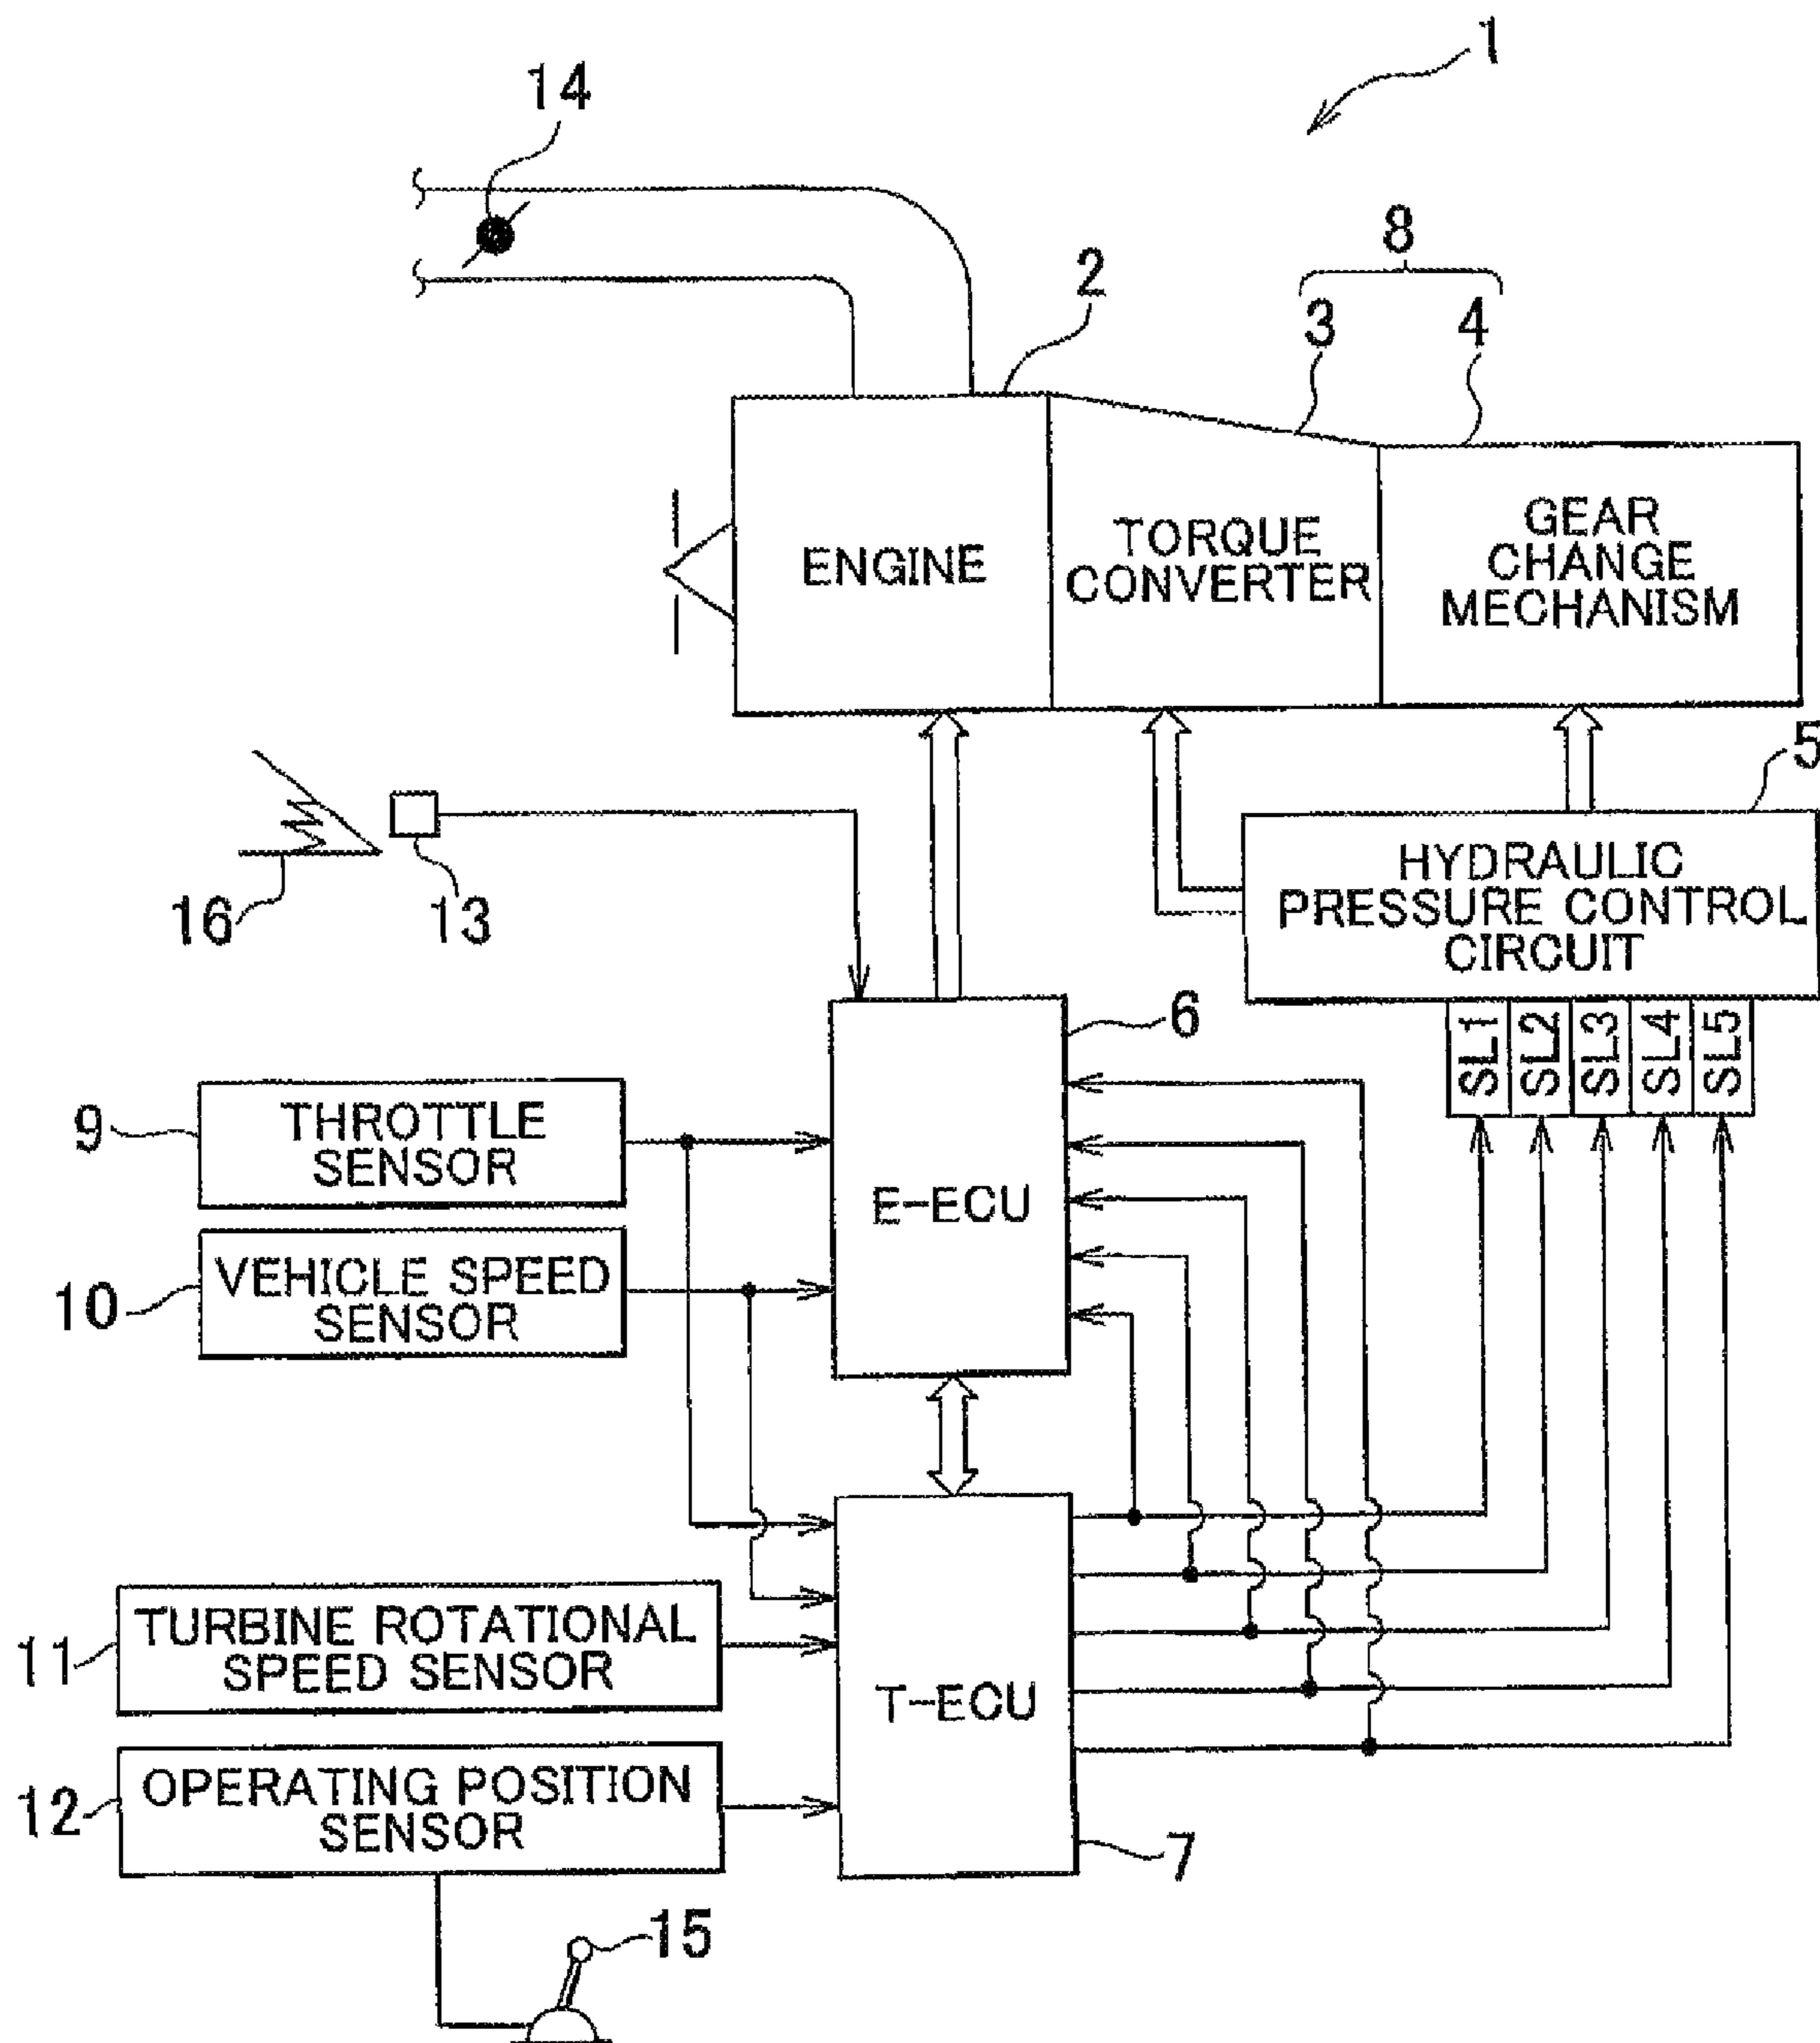 1
14
8
2
3
4
ENGINE
TORQUE
CONVERTER
GEAR
CHANGE
MECHANISM
5
16
13
HYDRAULIC
PRESSURE CONTROL
CIRCUIT
6
SL1
SL2
SL3
SL4
SL5
9
THROTTLE
SENSOR
E-ECU
10
VEHICLE SPEED
SENSOR
11
TURBINE ROTATIONAL
SPEED SENSOR
T-ECU
12
OPERATING POSITION
SENSOR
7
15